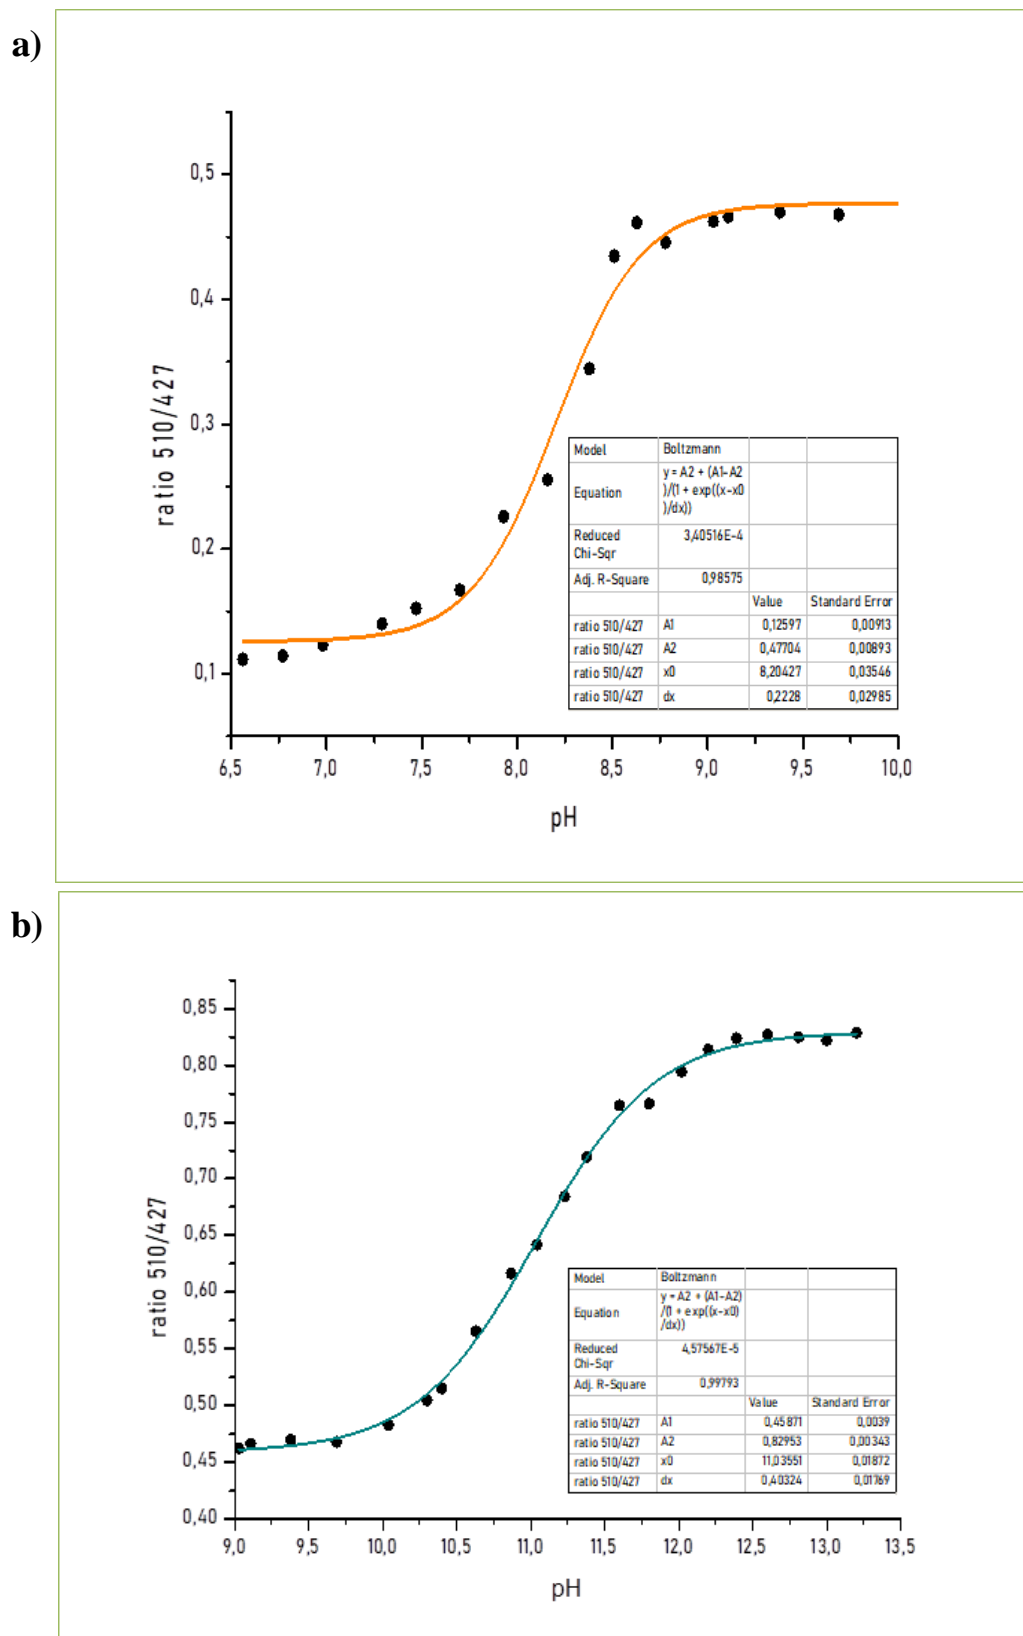 a)
0,5
0,4
0,3
0,2
0,1
ratio 510/427
6,5 7,0 7,5 8,0 8,5 9,0 9,5 10,0
pH
Model Boltzmann
Equation y = A2 + (A1-A2
)/(1 + exp((x-x0
)/dx))
Reduced
Chi-Sqr 3,40516E-4
Adj. R-Square 0,98575
Value Standard Error
ratio 510/427 A1 0,12597 0,00913
ratio 510/427 A2 0,47704 0,00893
ratio 510/427 x0 8,20427 0,03546
ratio 510/427 dx 0,2228 0,02985
b)
0,85
0,80
0,75
0,70
0,65
0,60
0,55
0,50
0,45
0,40
ratio 510/427
9,0 9,5 10,0 10,5 11,0 11,5 12,0 12,5 13,0 13,5
pH
Model Boltzmann
Equation y = A2 + (A1-A2)
/(1 + exp((x-x0)
/dx))
Reduced
Chi-Sqr 4,57567E-5
Adj. R-Square 0,99793
Value Standard Error
ratio 510/427 A1 0,45871 0,0039
ratio 510/427 A2 0,82953 0,00343
ratio 510/427 x0 11,03551 0,01872
ratio 510/427 dx 0,40324 0,01769